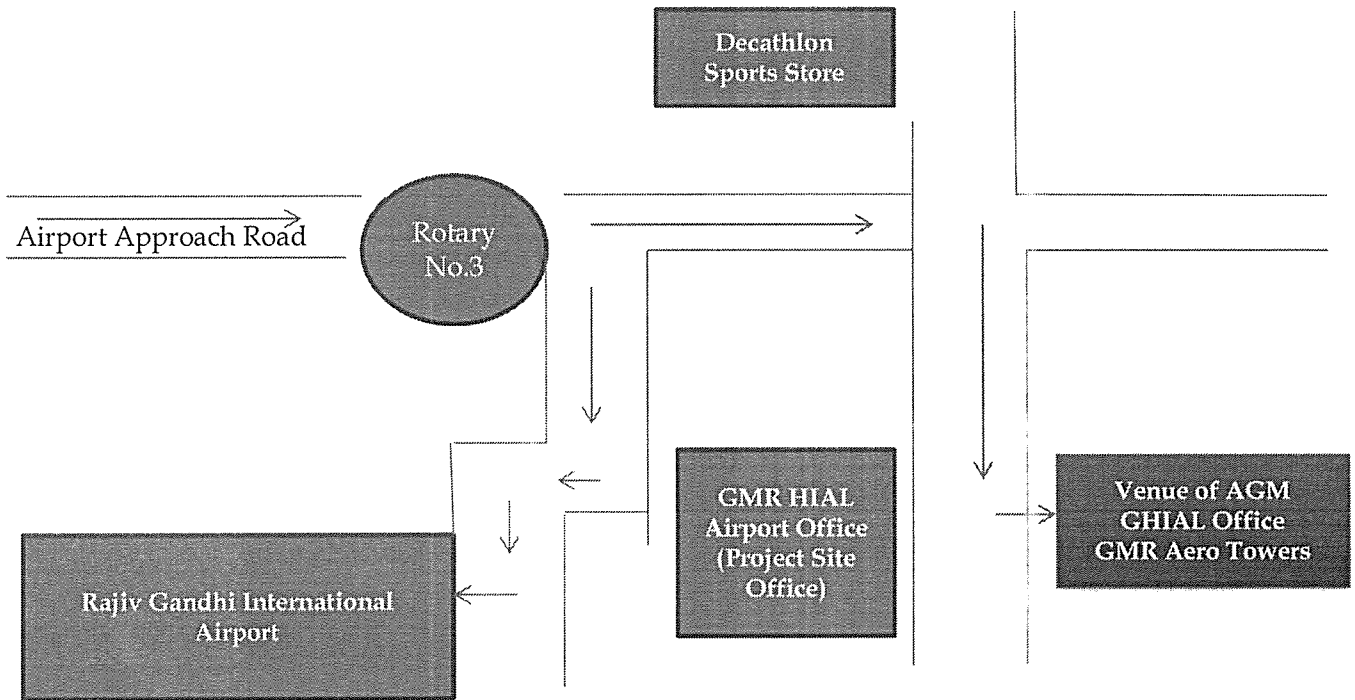 Decathlon
Sports Store
Airport Approach Road
Rotary
No.3
GMR HIAL
Airport Office
(Project Site
Office)
Venue of AGM
GHIAL Office
GMR Aero Towers
Rajiv Gandhi International
Airport